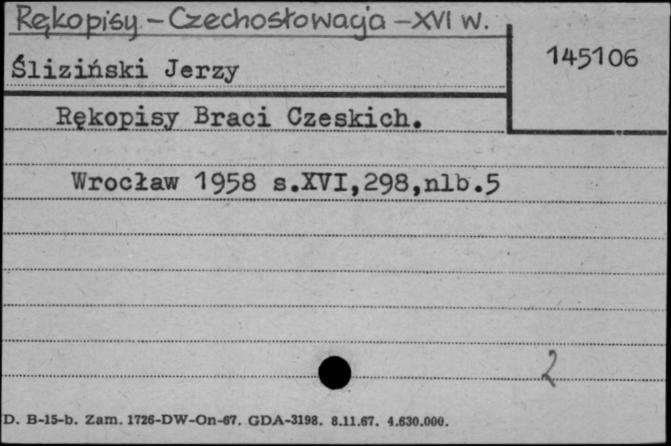 Rękopisy – Czechosłowacja – XVI w.
145106
Śliziński Jerzy
Rękopisy Braci Czeskich.
Wrocław 1958 s.XVI,298,nlb.5
2
D. B-15-b. Zam. 1726-DW-On-67. GDA-3198. 8.11.67. 4.630.000.